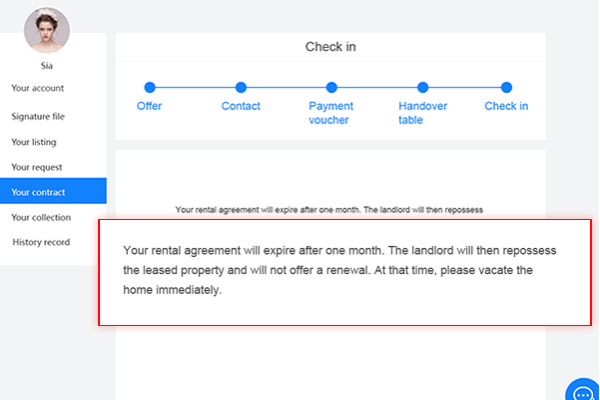 Check in
Sia
Your account
Signature file
Your listing
Your request
Your contract
Your collection
History record
Offer
Contact
Payment
voucher
Handover
table
Check in
Your rental agreement will expire after one month. The landlord will then repossess
Your rental agreement will expire after one month. The landlord will then repossess
the leased property and will not offer a renewal. At that time, please vacate the
home immediately.